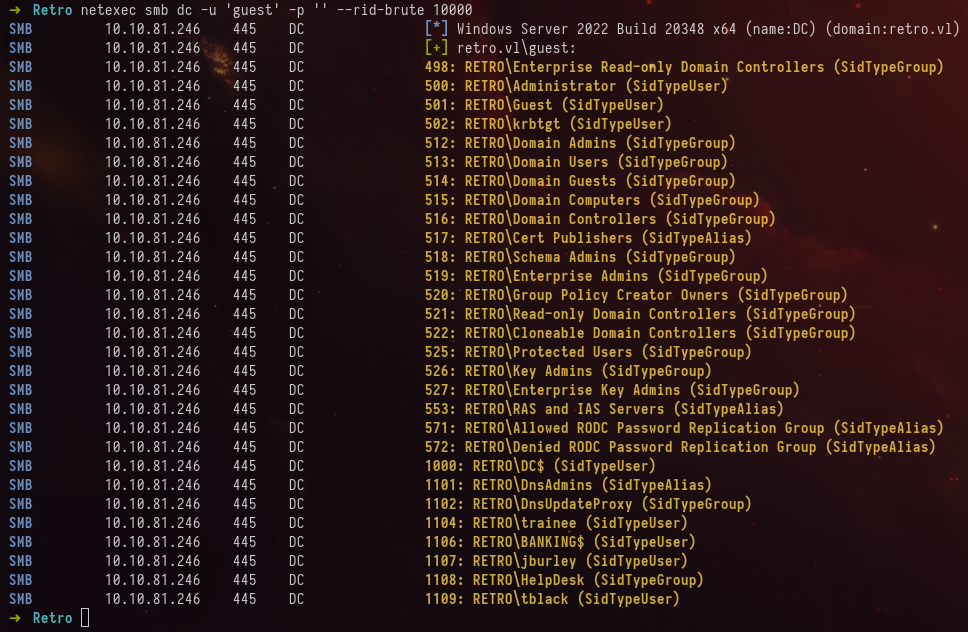 → Retro netexec smb dc -u 'guest' -p '' --rid-brute 10000
SMB 10.10.81.246 445 DC [*] Windows Server 2022 Build 20348 x64 (name:DC) (domain:retro.vl)
SMB 10.10.81.246 445 DC [+] retro.vl\guest:
SMB 10.10.81.246 445 DC 498: RETRO\Enterprise Read-only Domain Controllers (SidTypeGroup)
SMB 10.10.81.246 445 DC 500: RETRO\Administrator (SidTypeUser)
SMB 10.10.81.246 445 DC 501: RETRO\Guest (SidTypeUser)
SMB 10.10.81.246 445 DC 502: RETRO\krbtgt (SidTypeUser)
SMB 10.10.81.246 445 DC 512: RETRO\Domain Admins (SidTypeGroup)
SMB 10.10.81.246 445 DC 513: RETRO\Domain Users (SidTypeGroup)
SMB 10.10.81.246 445 DC 514: RETRO\Domain Guests (SidTypeGroup)
SMB 10.10.81.246 445 DC 515: RETRO\Domain Computers (SidTypeGroup)
SMB 10.10.81.246 445 DC 516: RETRO\Domain Controllers (SidTypeGroup)
SMB 10.10.81.246 445 DC 517: RETRO\Cert Publishers (SidTypeAlias)
SMB 10.10.81.246 445 DC 518: RETRO\Schema Admins (SidTypeGroup)
SMB 10.10.81.246 445 DC 519: RETRO\Enterprise Admins (SidTypeGroup)
SMB 10.10.81.246 445 DC 520: RETRO\Group Policy Creator Owners (SidTypeGroup)
SMB 10.10.81.246 445 DC 521: RETRO\Read-only Domain Controllers (SidTypeGroup)
SMB 10.10.81.246 445 DC 522: RETRO\Cloneable Domain Controllers (SidTypeGroup)
SMB 10.10.81.246 445 DC 525: RETRO\Protected Users (SidTypeGroup)
SMB 10.10.81.246 445 DC 526: RETRO\Key Admins (SidTypeGroup)
SMB 10.10.81.246 445 DC 527: RETRO\Enterprise Key Admins (SidTypeGroup)
SMB 10.10.81.246 445 DC 553: RETRO\RAS and IAS Servers (SidTypeAlias)
SMB 10.10.81.246 445 DC 571: RETRO\Allowed RODC Password Replication Group (SidTypeAlias)
SMB 10.10.81.246 445 DC 572: RETRO\Denied RODC Password Replication Group (SidTypeAlias)
SMB 10.10.81.246 445 DC 1000: RETRO\DC$ (SidTypeUser)
SMB 10.10.81.246 445 DC 1101: RETRO\DnsAdmins (SidTypeAlias)
SMB 10.10.81.246 445 DC 1102: RETRO\DnsUpdateProxy (SidTypeGroup)
SMB 10.10.81.246 445 DC 1104: RETRO\trainee (SidTypeUser)
SMB 10.10.81.246 445 DC 1106: RETRO\BANKING$ (SidTypeUser)
SMB 10.10.81.246 445 DC 1107: RETRO\jburley (SidTypeUser)
SMB 10.10.81.246 445 DC 1108: RETRO\HelpDesk (SidTypeGroup)
SMB 10.10.81.246 445 DC 1109: RETRO\tblack (SidTypeUser)
→ Retro